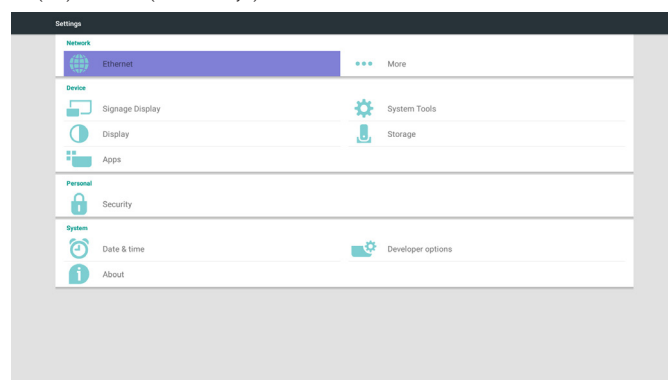 Settings
Network
Ethernet
More
Device
Signage Display
System Tools
Display
Storage
Apps
Personal
Security
System
Date & time
Developer options
About